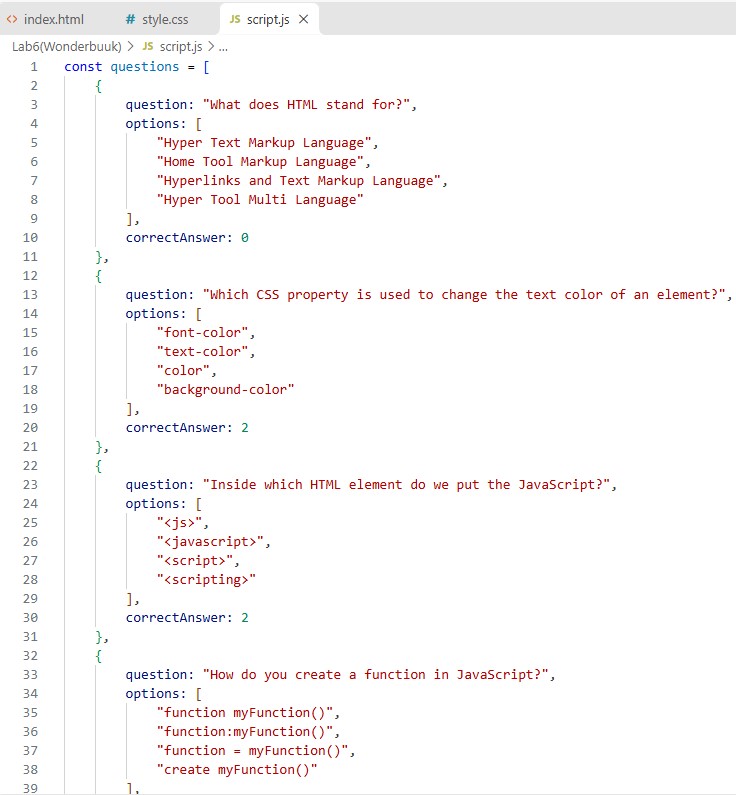 <> index.html # style.css JS script.js ×
Lab6(Wonderbuuk) > JS script.js > ...
1 const questions = [
2 {
3 question: "What does HTML stand for?",
4 options: [
5 "Hyper Text Markup Language",
6 "Home Tool Markup Language",
7 "Hyperlinks and Text Markup Language",
8 "Hyper Tool Multi Language"
9 ],
10 correctAnswer: 0
11 },
12 {
13 question: "Which CSS property is used to change the text color of an element?",
14 options: [
15 "font-color",
16 "text-color",
17 "color",
18 "background-color"
19 ],
20 correctAnswer: 2
21 },
22 {
23 question: "Inside which HTML element do we put the JavaScript?",
24 options: [
25 "<js>",
26 "<javascript>",
27 "<script>",
28 "<scripting>"
29 ],
30 correctAnswer: 2
31 },
32 {
33 question: "How do you create a function in JavaScript?",
34 options: [
35 "function myFunction()",
36 "function:myFunction()",
37 "function = myFunction()",
38 "create myFunction()"
39 ],